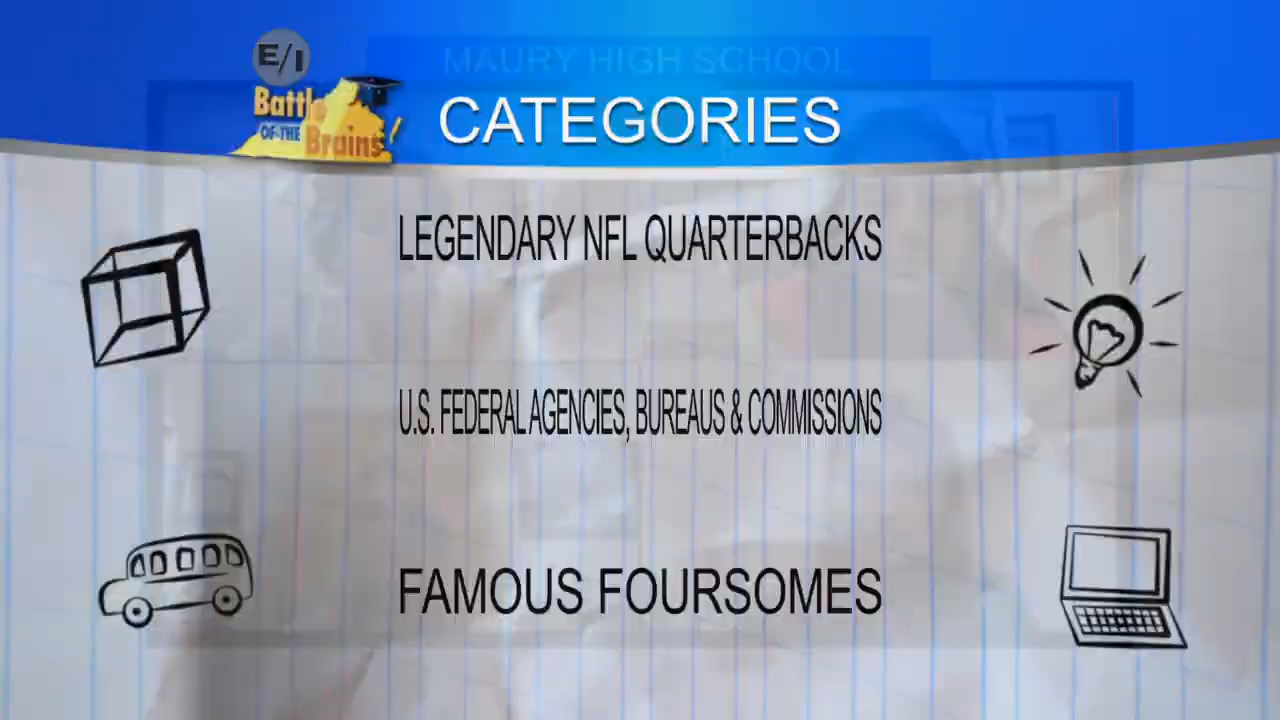 MAURY HIGH SCHOOL
E/I
Battle
OF THE Brains
CATEGORIES
LEGENDARY NFL QUARTERBACKS
U.S. FEDERAL AGENCIES, BUREAUS & COMMISSIONS
FAMOUS FOURSOMES